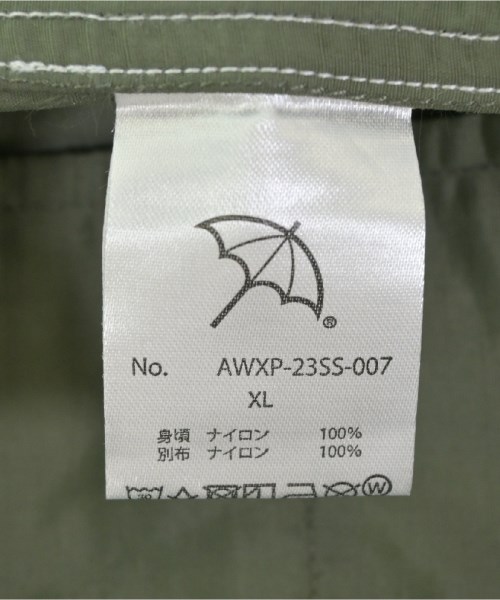 ®
No. AWXP-23SS-007
XL
身頃 ナイロン 100%
別布 ナイロン 100%
W